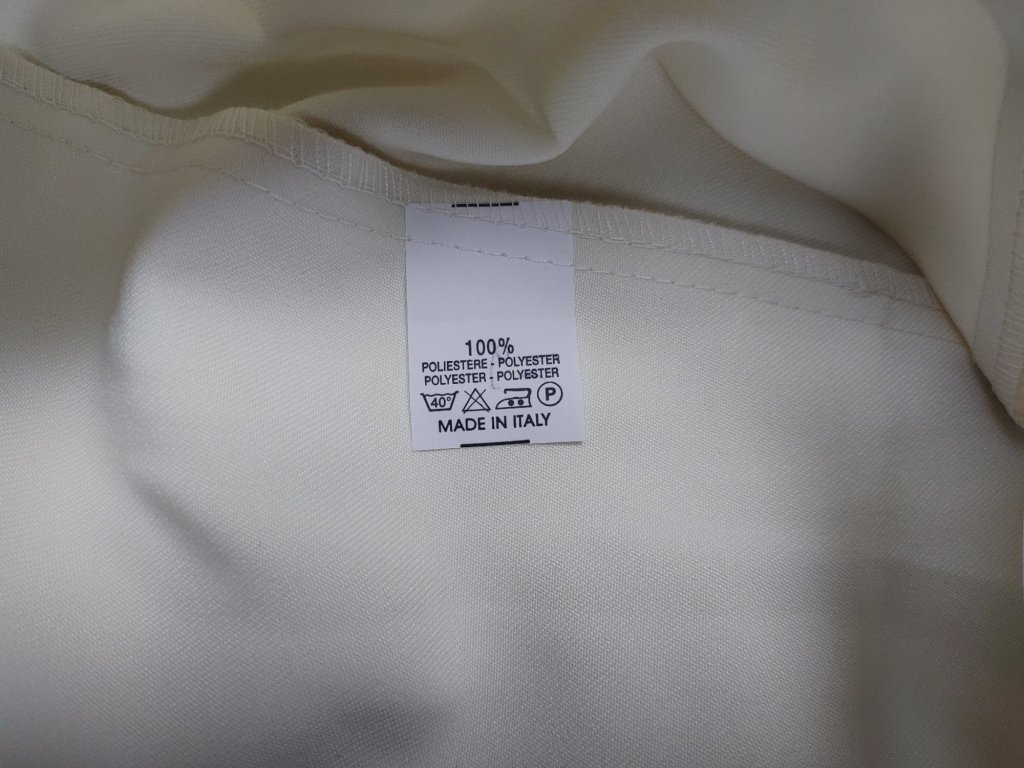 100%
POLIESTERE - POLYESTER
POLYESTER - POLYESTER
40° P
MADE IN ITALY